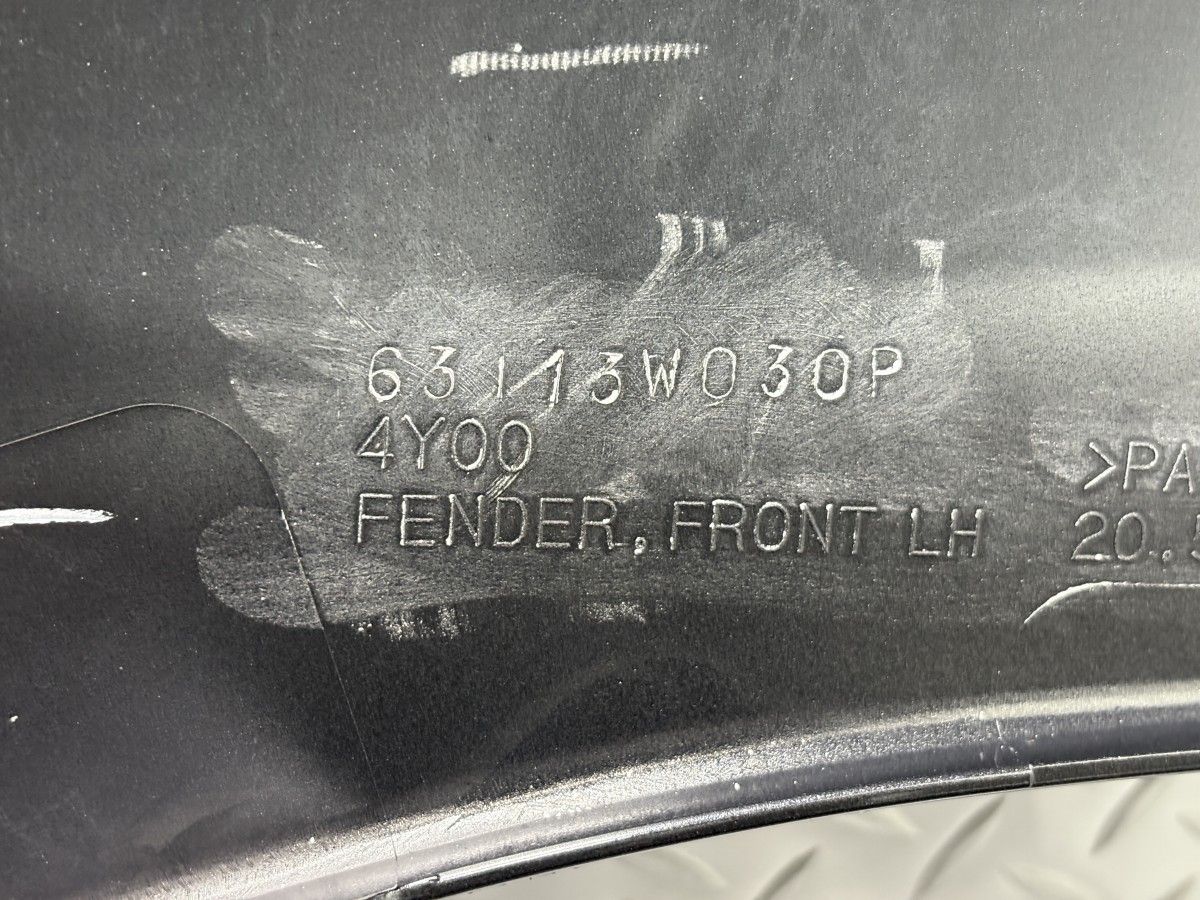 63113W030P
4Y00
FENDER, FRONT LH
>PA
20..